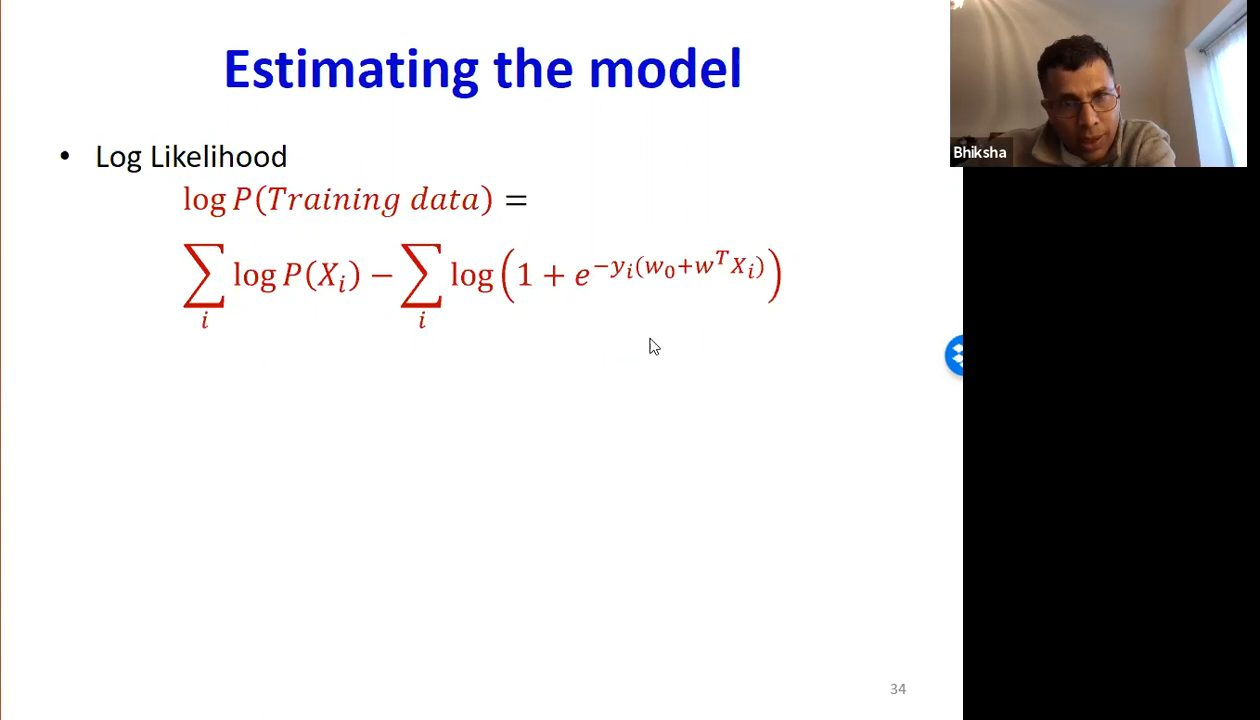 Estimating the model
• Log Likelihood
log P(Training data) =
∑_i log P(X_i) − ∑_i log(1 + e^{−y_i(w_0+w^T X_i)})
Bhiksha
34